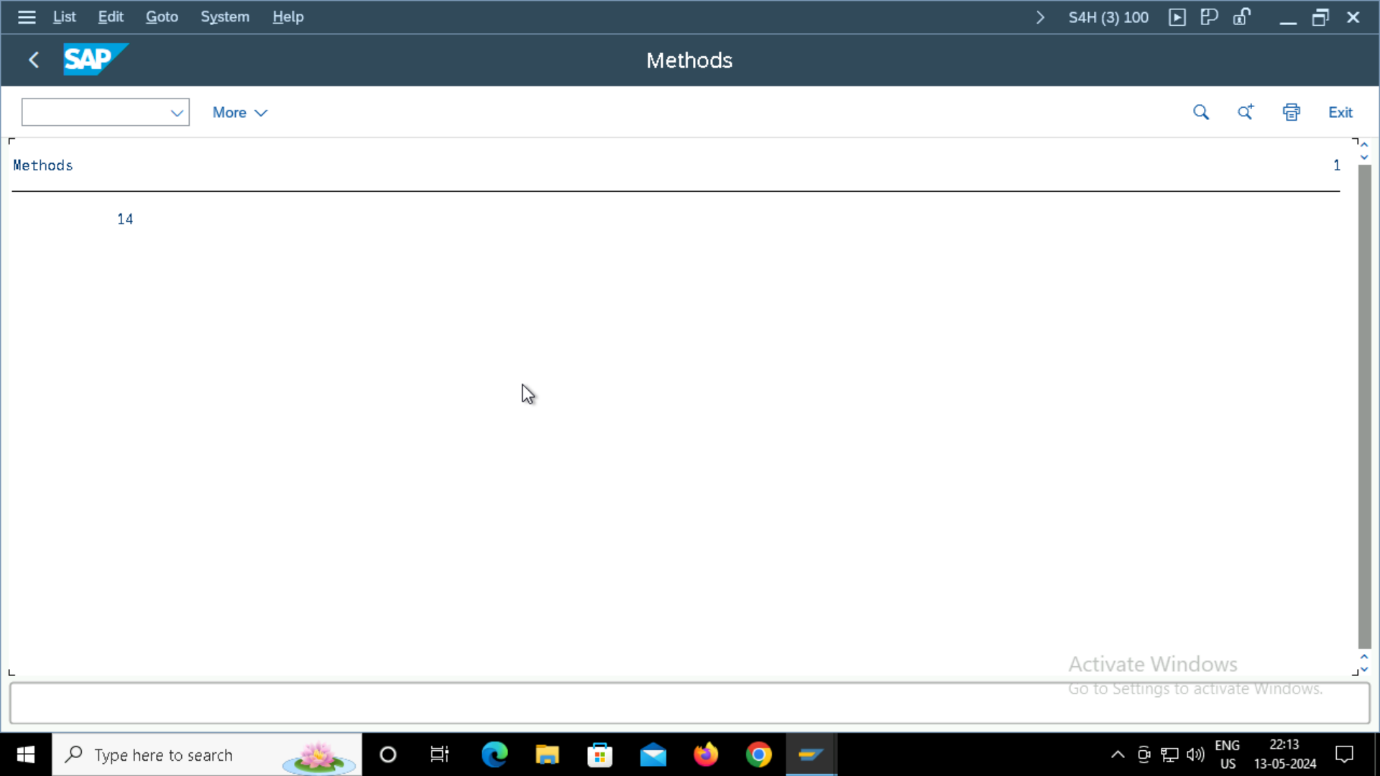 List Edit Goto System Help S4H (3) 100
SAP Methods
More Exit
Methods 1
14
Activate Windows
Go to Settings to activate Windows.
Type here to search ENG 22:13
US 13-05-2024